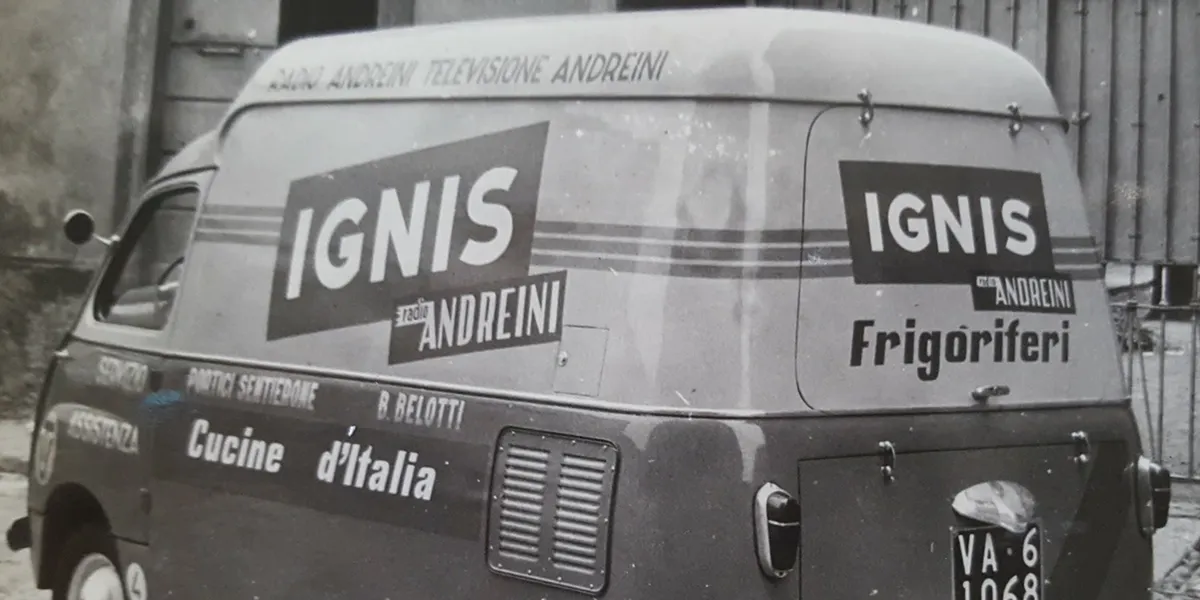 RADIO ANDREINI TELEVISIONE ANDREINI
IGNIS
radio ANDREINI
IGNIS
radio ANDREINI
Frigoriferi
SERVIZIO
ASSISTENZA
PORTICI SENTIERONE
B. BELOTTI
Cucine d'Italia
VA·6
1068